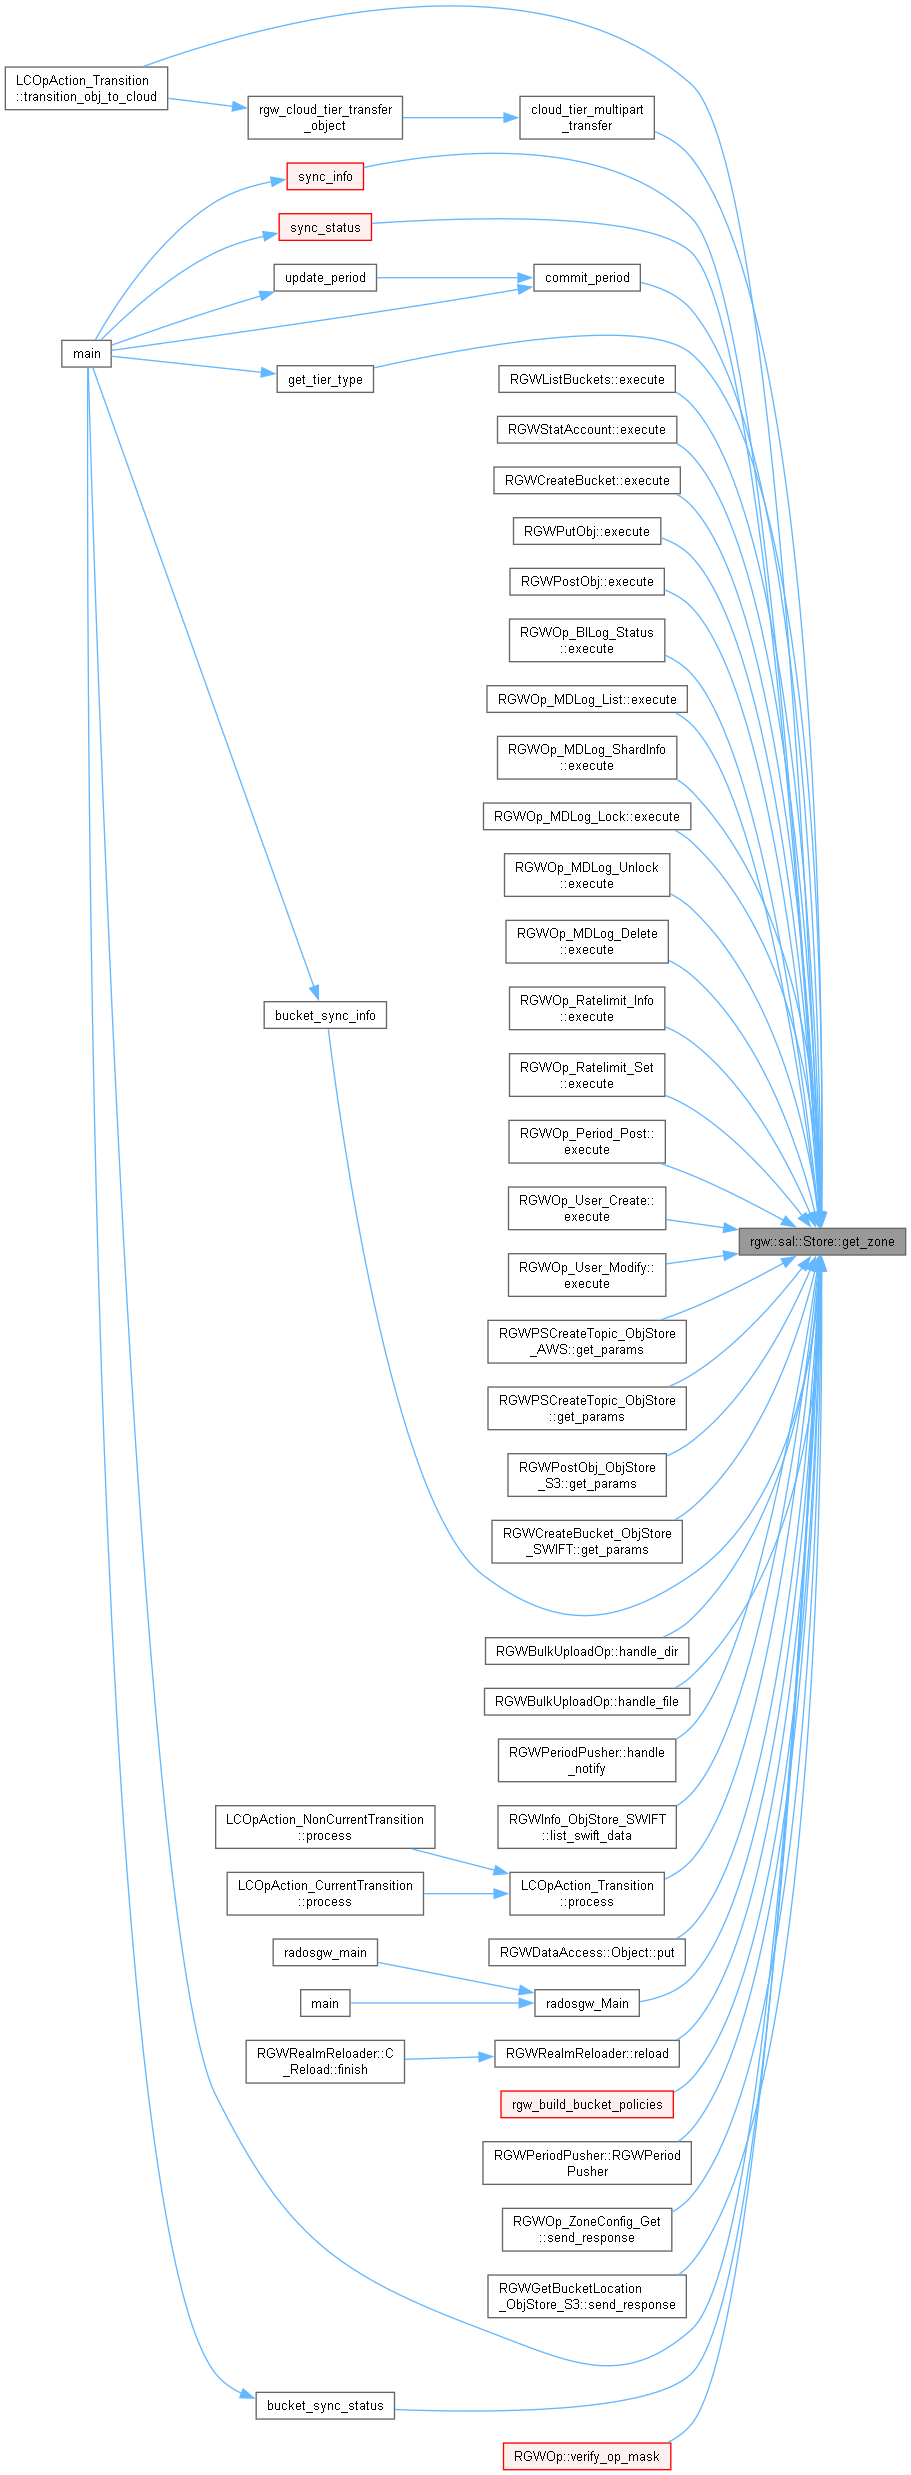 LCOpAction_Transition
::transition_obj_to_cloud
rgw_cloud_tier_transfer
_object
cloud_tier_multipart
_transfer
sync_info
sync_status
update_period
commit_period
main
get_tier_type
RGWListBuckets::execute
RGWStatAccount::execute
RGWCreateBucket::execute
RGWPutObj::execute
RGWPostObj::execute
RGWOp_BILog_Status
::execute
RGWOp_MDLog_List::execute
RGWOp_MDLog_ShardInfo
::execute
RGWOp_MDLog_Lock::execute
RGWOp_MDLog_Unlock
::execute
RGWOp_MDLog_Delete
::execute
bucket_sync_info
RGWOp_Ratelimit_Info
::execute
RGWOp_Ratelimit_Set
::execute
RGWOp_Period_Post::
execute
RGWOp_User_Create::
execute
rgw::sal::Store::get_zone
RGWOp_User_Modify::
execute
RGWPSCreateTopic_ObjStore
_AWS::get_params
RGWPSCreateTopic_ObjStore
::get_params
RGWPostObj_ObjStore
_S3::get_params
RGWCreateBucket_ObjStore
_SWIFT::get_params
RGWBulkUploadOp::handle_dir
RGWBulkUploadOp::handle_file
RGWPeriodPusher::handle
_notify
RGWInfo_ObjStore_SWIFT
::list_swift_data
LCOpAction_NonCurrentTransition
::process
LCOpAction_CurrentTransition
::process
LCOpAction_Transition
::process
RGWDataAccess::Object::put
radosgw_main
main
radosgw_Main
RGWRealmReloader::C
_Reload::finish
RGWRealmReloader::reload
rgw_build_bucket_policies
RGWPeriodPusher::RGWPeriod
Pusher
RGWOp_ZoneConfig_Get
::send_response
RGWGetBucketLocation
_ObjStore_S3::send_response
bucket_sync_status
RGWOp::verify_op_mask